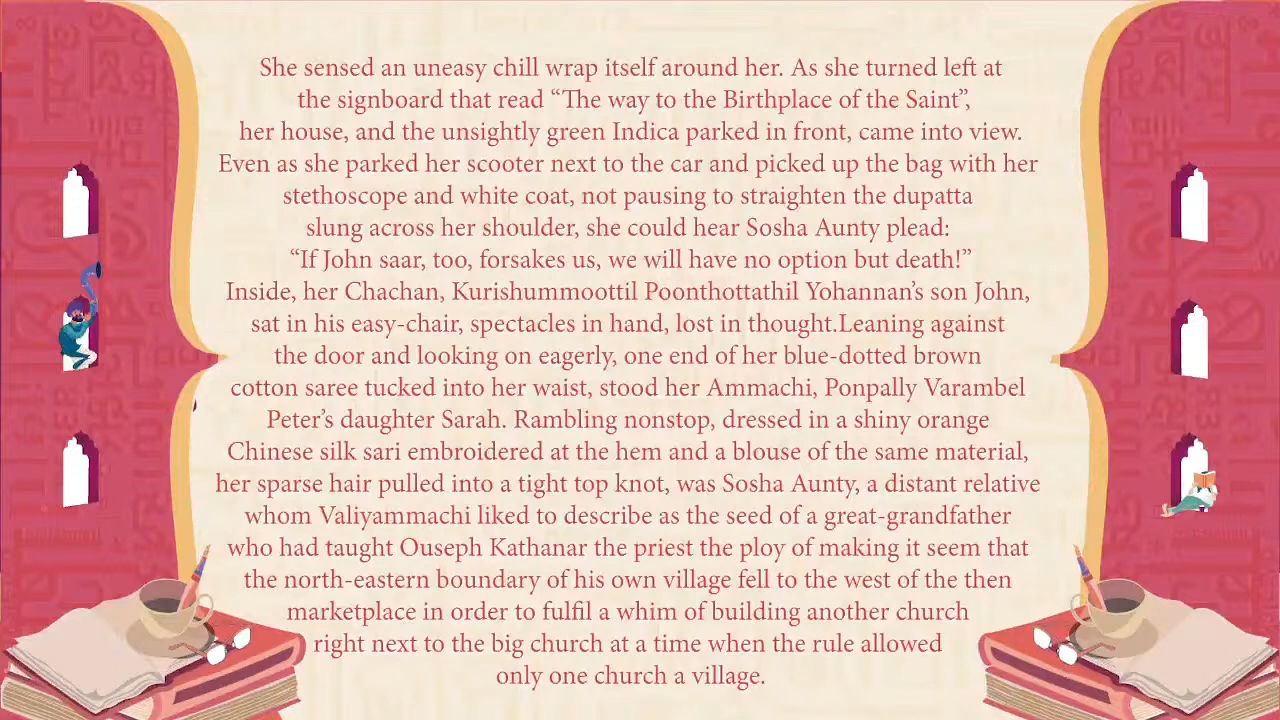 She sensed an uneasy chill wrap itself around her. As she turned left at
the signboard that read “The way to the Birthplace of the Saint”,
her house, and the unsightly green Indica parked in front, came into view.
Even as she parked her scooter next to the car and picked up the bag with her
stethoscope and white coat, not pausing to straighten the dupatta
slung across her shoulder, she could hear Sosha Aunty plead:
“If John saar, too, forsakes us, we will have no option but death!”
Inside, her Chachan, Kurishummoottil Poonthottathil Yohannan’s son John,
sat in his easy-chair, spectacles in hand, lost in thought.Leaning against
the door and looking on eagerly, one end of her blue-dotted brown
cotton saree tucked into her waist, stood her Ammachi, Ponpally Varambel
Peter’s daughter Sarah. Rambling nonstop, dressed in a shiny orange
Chinese silk sari embroidered at the hem and a blouse of the same material,
her sparse hair pulled into a tight top knot, was Sosha Aunty, a distant relative
whom Valiyammachi liked to describe as the seed of a great-grandfather
who had taught Ouseph Kathanar the priest the ploy of making it seem that
the north-eastern boundary of his own village fell to the west of the then
marketplace in order to fulfil a whim of building another church
right next to the big church at a time when the rule allowed
only one church a village.